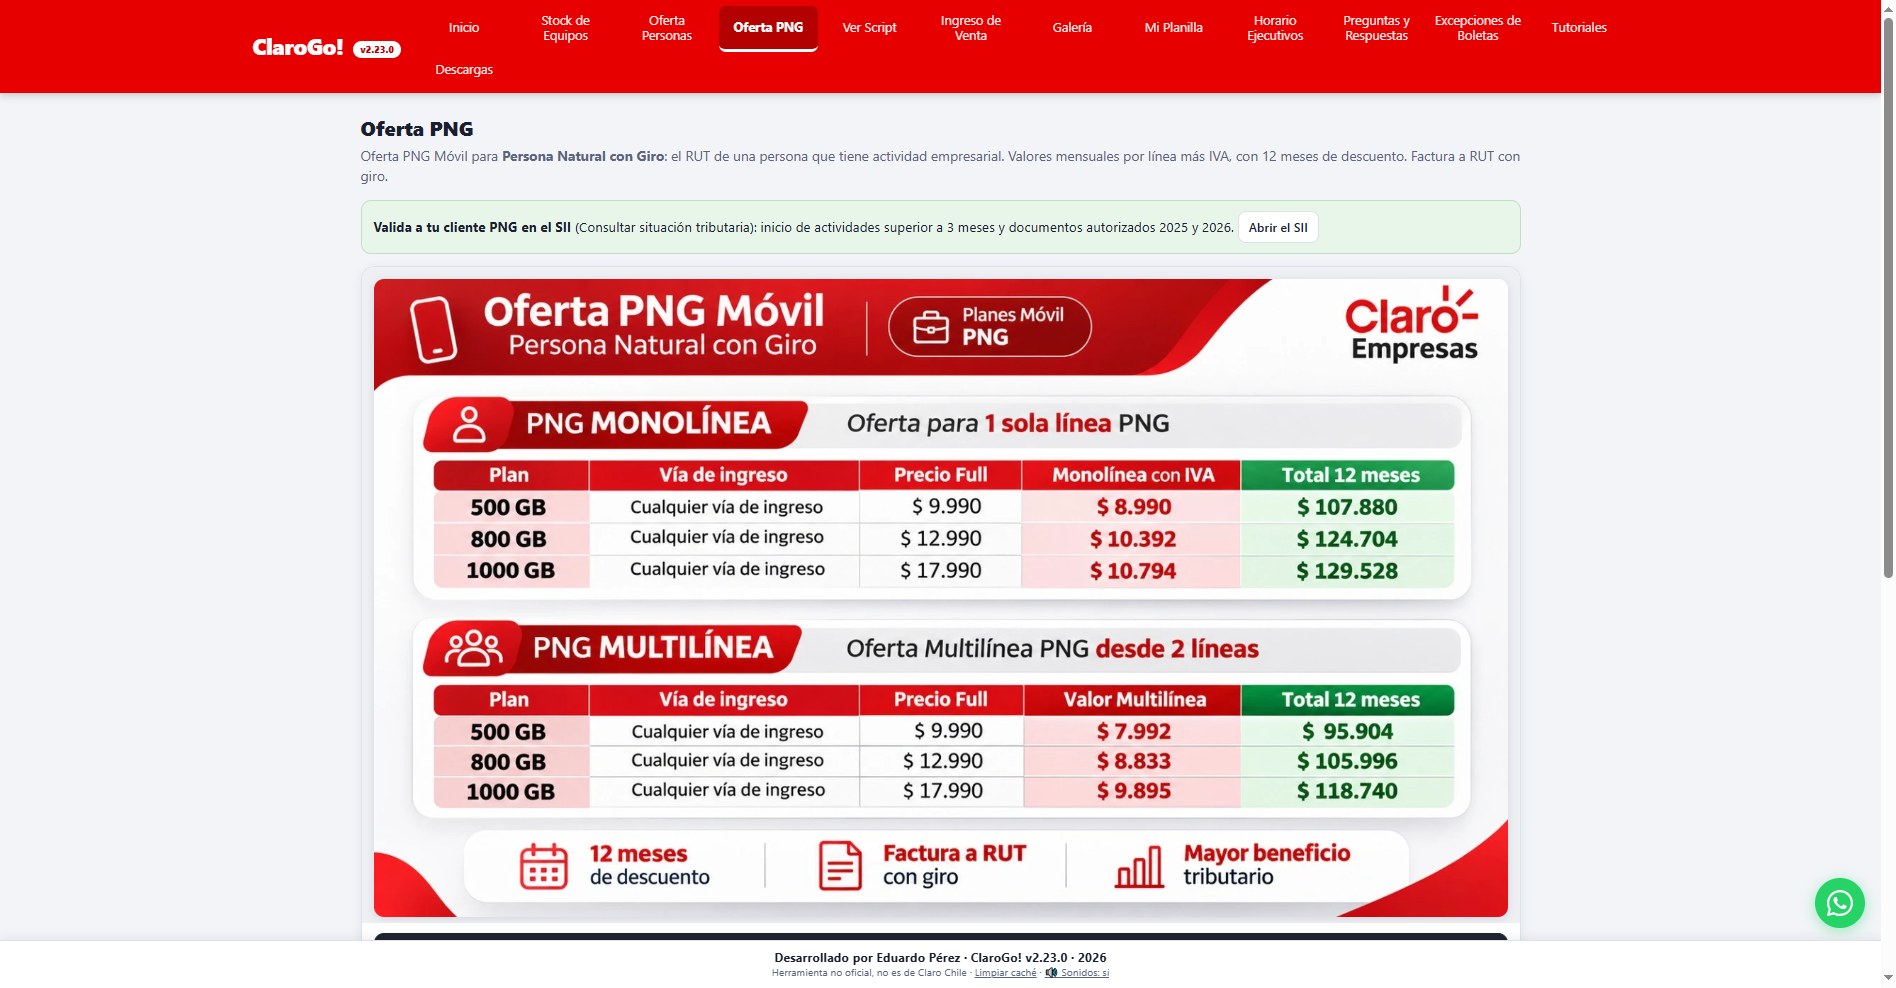 ClaroGo! v2.23.0
Inicio
Stock de
Equipos
Oferta
Personas
Oferta PNG
Ver Script
Ingreso de
Venta
Galería
Mi Planilla
Horario
Ejecutivos
Preguntas y
Respuestas
Excepciones de
Boletas
Tutoriales
Descargas
Oferta PNG
Oferta PNG Móvil para Persona Natural con Giro: el RUT de una persona que tiene actividad empresarial. Valores mensuales por línea más IVA, con 12 meses de descuento. Factura a RUT con
giro.
Valida a tu cliente PNG en el SII (Consultar situación tributaria): inicio de actividades superior a 3 meses y documentos autorizados 2025 y 2026. Abrir el SII
Oferta PNG Móvil
Persona Natural con Giro
Planes Móvil
PNG
Claro
Empresas
PNG MONOLÍNEA Oferta para 1 sola línea PNG
Plan Vía de ingreso Precio Full Monolínea con IVA Total 12 meses
500 GB Cualquier vía de ingreso $ 9.990 $ 8.990 $ 107.880
800 GB Cualquier vía de ingreso $ 12.990 $ 10.392 $ 124.704
1000 GB Cualquier vía de ingreso $ 17.990 $ 10.794 $ 129.528
PNG MULTILÍNEA Oferta Multilínea PNG desde 2 líneas
Plan Vía de ingreso Precio Full Valor Multilínea Total 12 meses
500 GB Cualquier vía de ingreso $ 9.990 $ 7.992 $ 95.904
800 GB Cualquier vía de ingreso $ 12.990 $ 8.833 $ 105.996
1000 GB Cualquier vía de ingreso $ 17.990 $ 9.895 $ 118.740
12 meses
de descuento
Factura a RUT
con giro
Mayor beneficio
tributario
Desarrollado por Eduardo Pérez · ClaroGo! v2.23.0 · 2026
Herramienta no oficial, no es de Claro Chile · Limpiar caché · 🔊 Sonidos: si